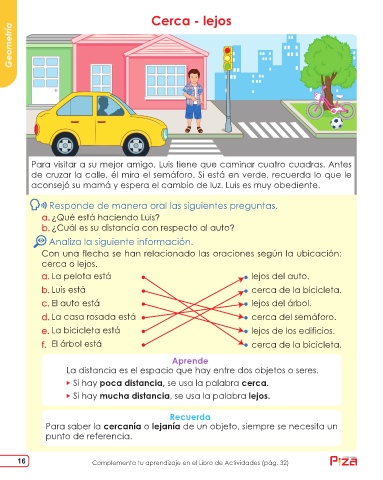 Geometría
Cerca - lejos
Para visitar a su mejor amigo, Luis tiene que caminar cuatro cuadras. Antes
de cruzar la calle, él mira el semáforo. Si está en verde, recuerda lo que le
aconsejó su mamá y espera el cambio de luz. Luis es muy obediente.
Responde de manera oral las siguientes preguntas.
a. ¿Qué está haciendo Luis?
b. ¿Cuál es su distancia con respecto al auto?
Analiza la siguiente información.
Con una flecha se han relacionado las oraciones según la ubicación:
cerca o lejos.
a. La pelota está lejos del auto.
b. Luis está cerca de la bicicleta.
c. El auto está lejos del árbol.
d. La casa rosada está cerca del semáforo.
e. La bicicleta está lejos de los edificios.
f. El árbol está cerca de la bicicleta.
Aprende
La distancia es el espacio que hay entre dos objetos o seres.
Si hay poca distancia, se usa la palabra cerca.
Si hay mucha distancia, se usa la palabra lejos.
Recuerda
Para saber la cercanía o lejanía de un objeto, siempre se necesita un
punto de referencia.
16
Complementa tu aprendizaje en el Libro de Actividades (pág. 32)